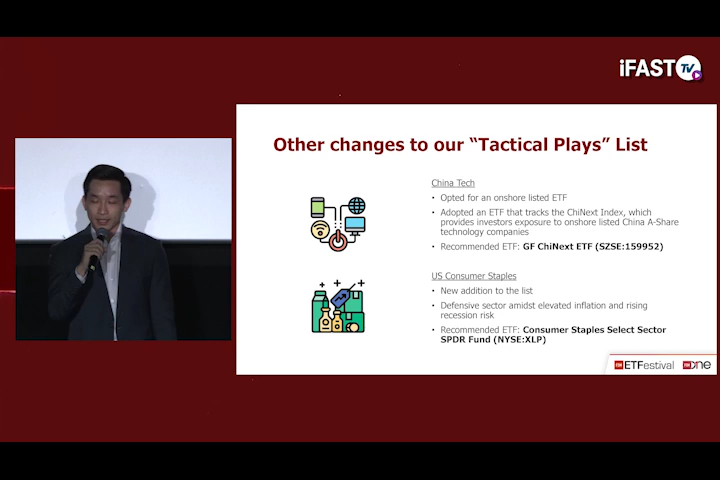 iFAST TV
Other changes to our “Tactical Plays” List
China Tech
• Opted for an onshore listed ETF
• Adopted an ETF that tracks the ChiNext Index, which
provides investors exposure to onshore listed China A-Share
technology companies
• Recommended ETF: GF ChiNext ETF (SZSE:159952)
US Consumer Staples
• New addition to the list
• Defensive sector amidst elevated inflation and rising
recession risk
• Recommended ETF: Consumer Staples Select Sector
SPDR Fund (NYSE:XLP)
ETFestival
one